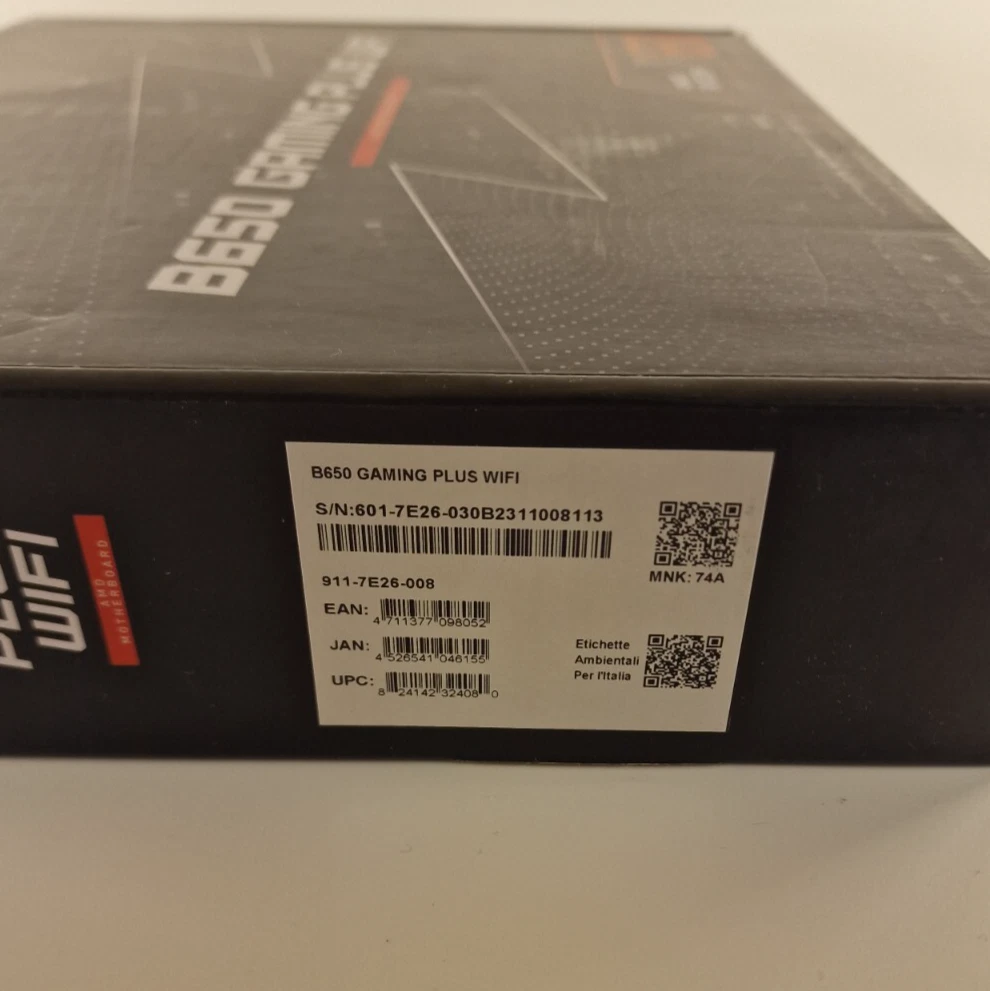 B650 GAMING PLUS WIFI
PLUS
WIFI
AMD
MOTHERBOARD
B650 GAMING PLUS WIFI
S/N:601-7E26-030B2311008113
MNK: 74A
911-7E26-008
EAN:
4 711377 098052
JAN:
4 526541 046155
UPC:
8 24142 32408 0
Etichette
Ambientali
Per l'Italia